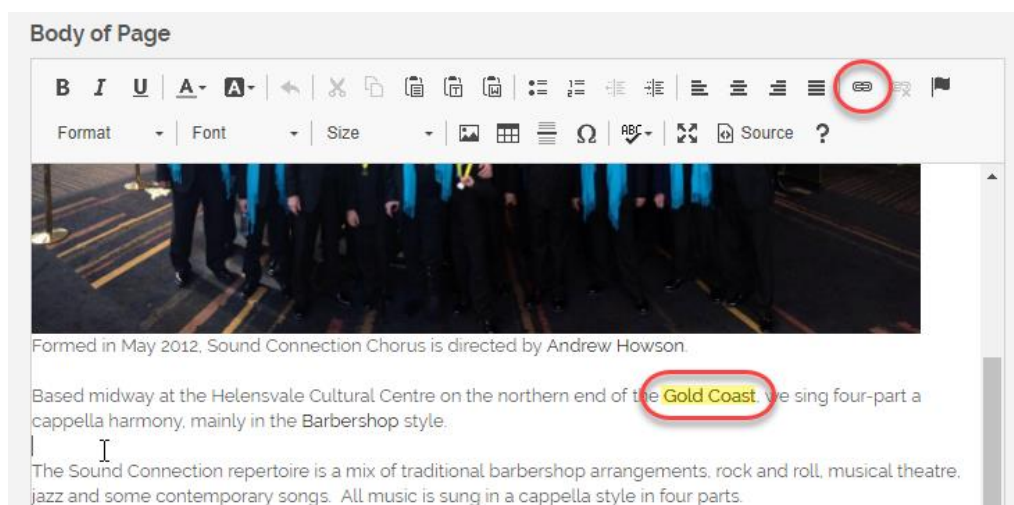 Body of Page
B I U A A
Format Font Size Ω ABC Source ?
Formed in May 2012, Sound Connection Chorus is directed by Andrew Howson.
Based midway at the Helensvale Cultural Centre on the northern end of the Gold Coast, we sing four-part a
cappella harmony, mainly in the Barbershop style.
The Sound Connection repertoire is a mix of traditional barbershop arrangements, rock and roll, musical theatre,
jazz and some contemporary songs. All music is sung in a cappella style in four parts.